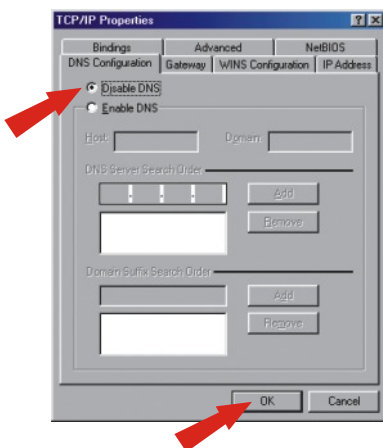 TCP/IP Properties
Bindings Advanced NetBIOS
DNS Configuration Gateway WINS Configuration IP Address
Disable DNS
Enable DNS
Host: Domain:
DNS Server Search Order
Add
Remove
Domain Suffix Search Order
Add
Remove
OK Cancel